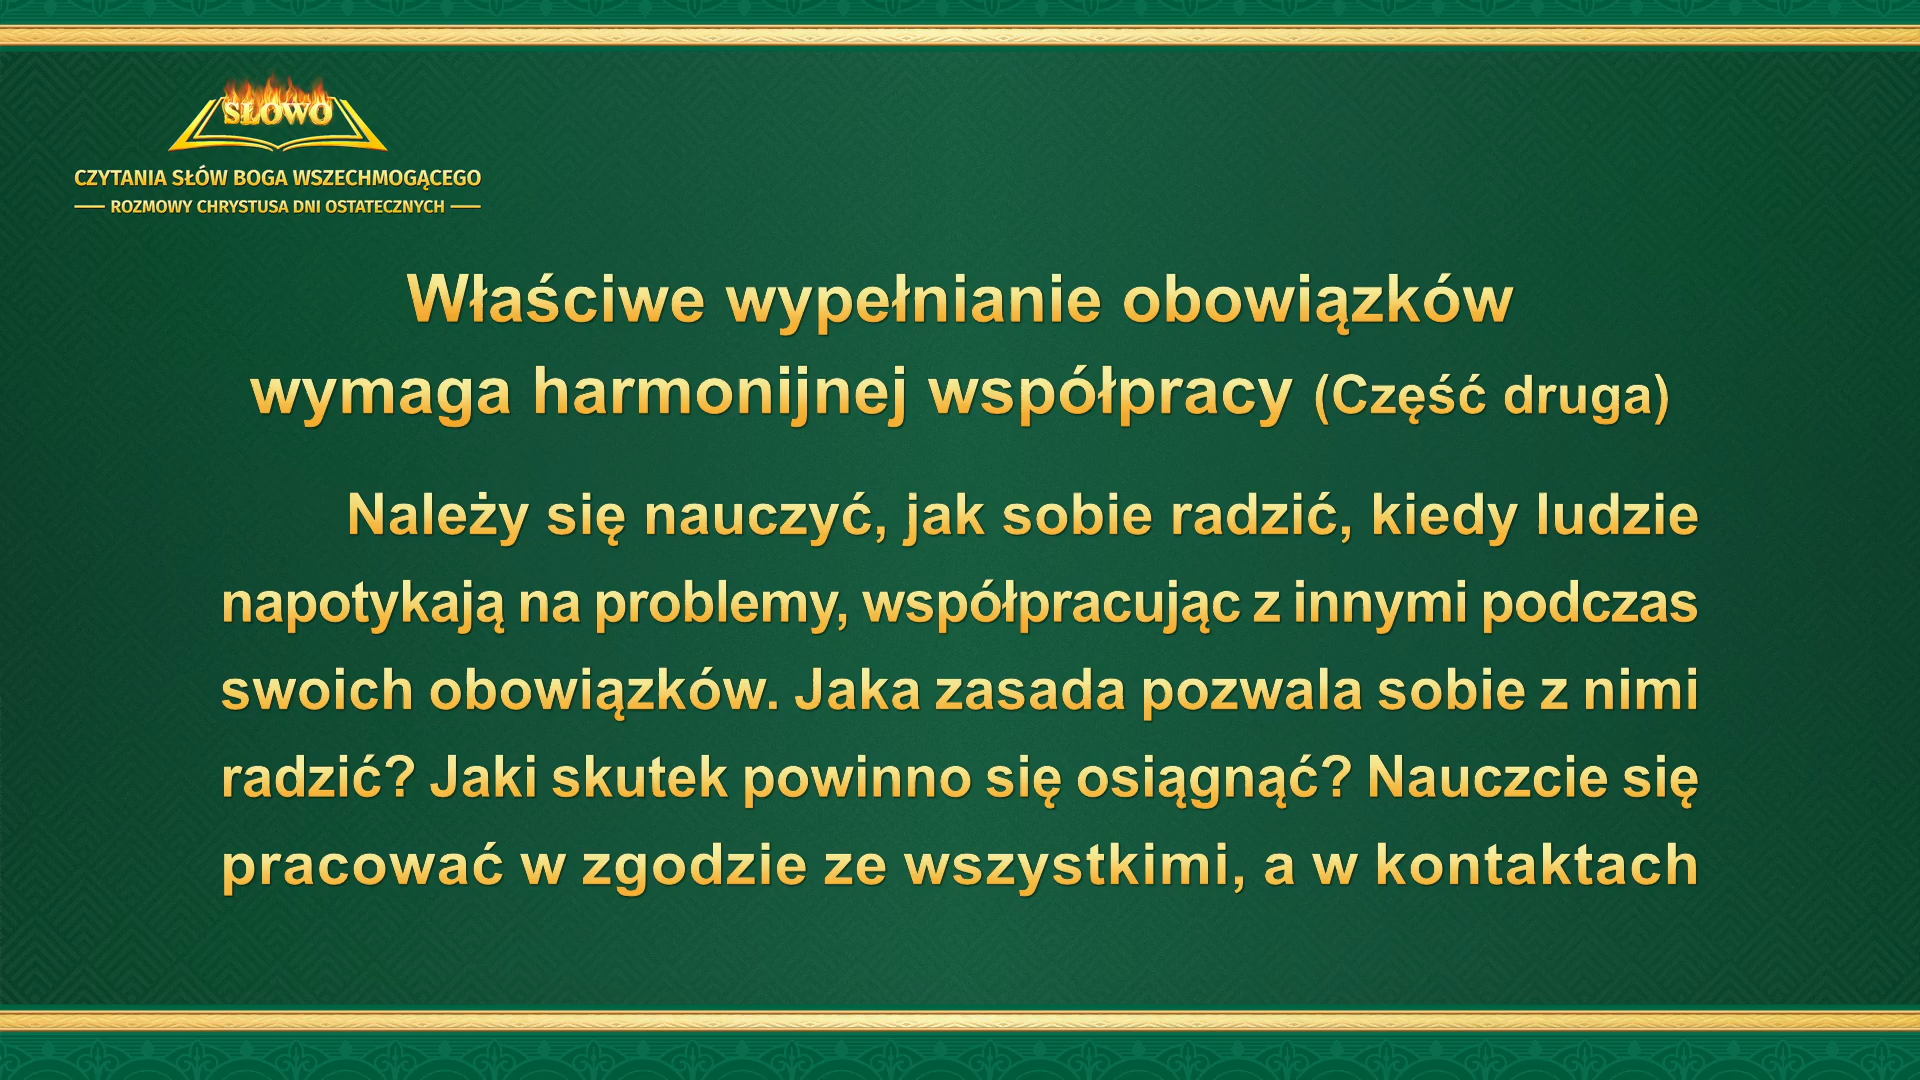 SŁOWO
CZYTANIA SŁÓW BOGA WSZECHMOGĄCEGO
ROZMOWY CHRYSTUSA DNI OSTATECZNYCH
Właściwe wypełnianie obowiązków
wymaga harmonijnej współpracy (Część druga)
Należy się nauczyć, jak sobie radzić, kiedy ludzie
napotykają na problemy, współpracując z innymi podczas
swoich obowiązków. Jaka zasada pozwala sobie z nimi
radzić? Jaki skutek powinno się osiągnąć? Nauczcie się
pracować w zgodzie ze wszystkimi, a w kontaktach